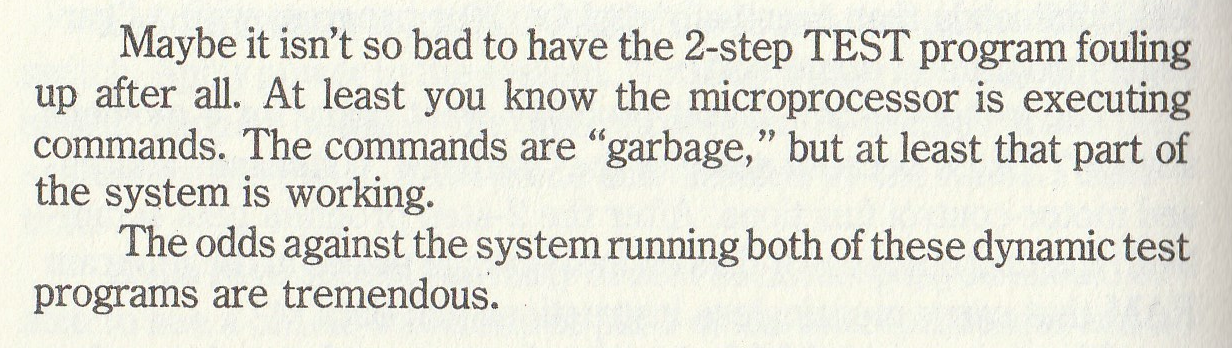 Maybe it isn’t so bad to have the 2-step TEST program fouling
up after all. At least you know the microprocessor is executing
commands. The commands are “garbage,” but at least that part of
the system is working.
The odds against the system running both of these dynamic test
programs are tremendous.